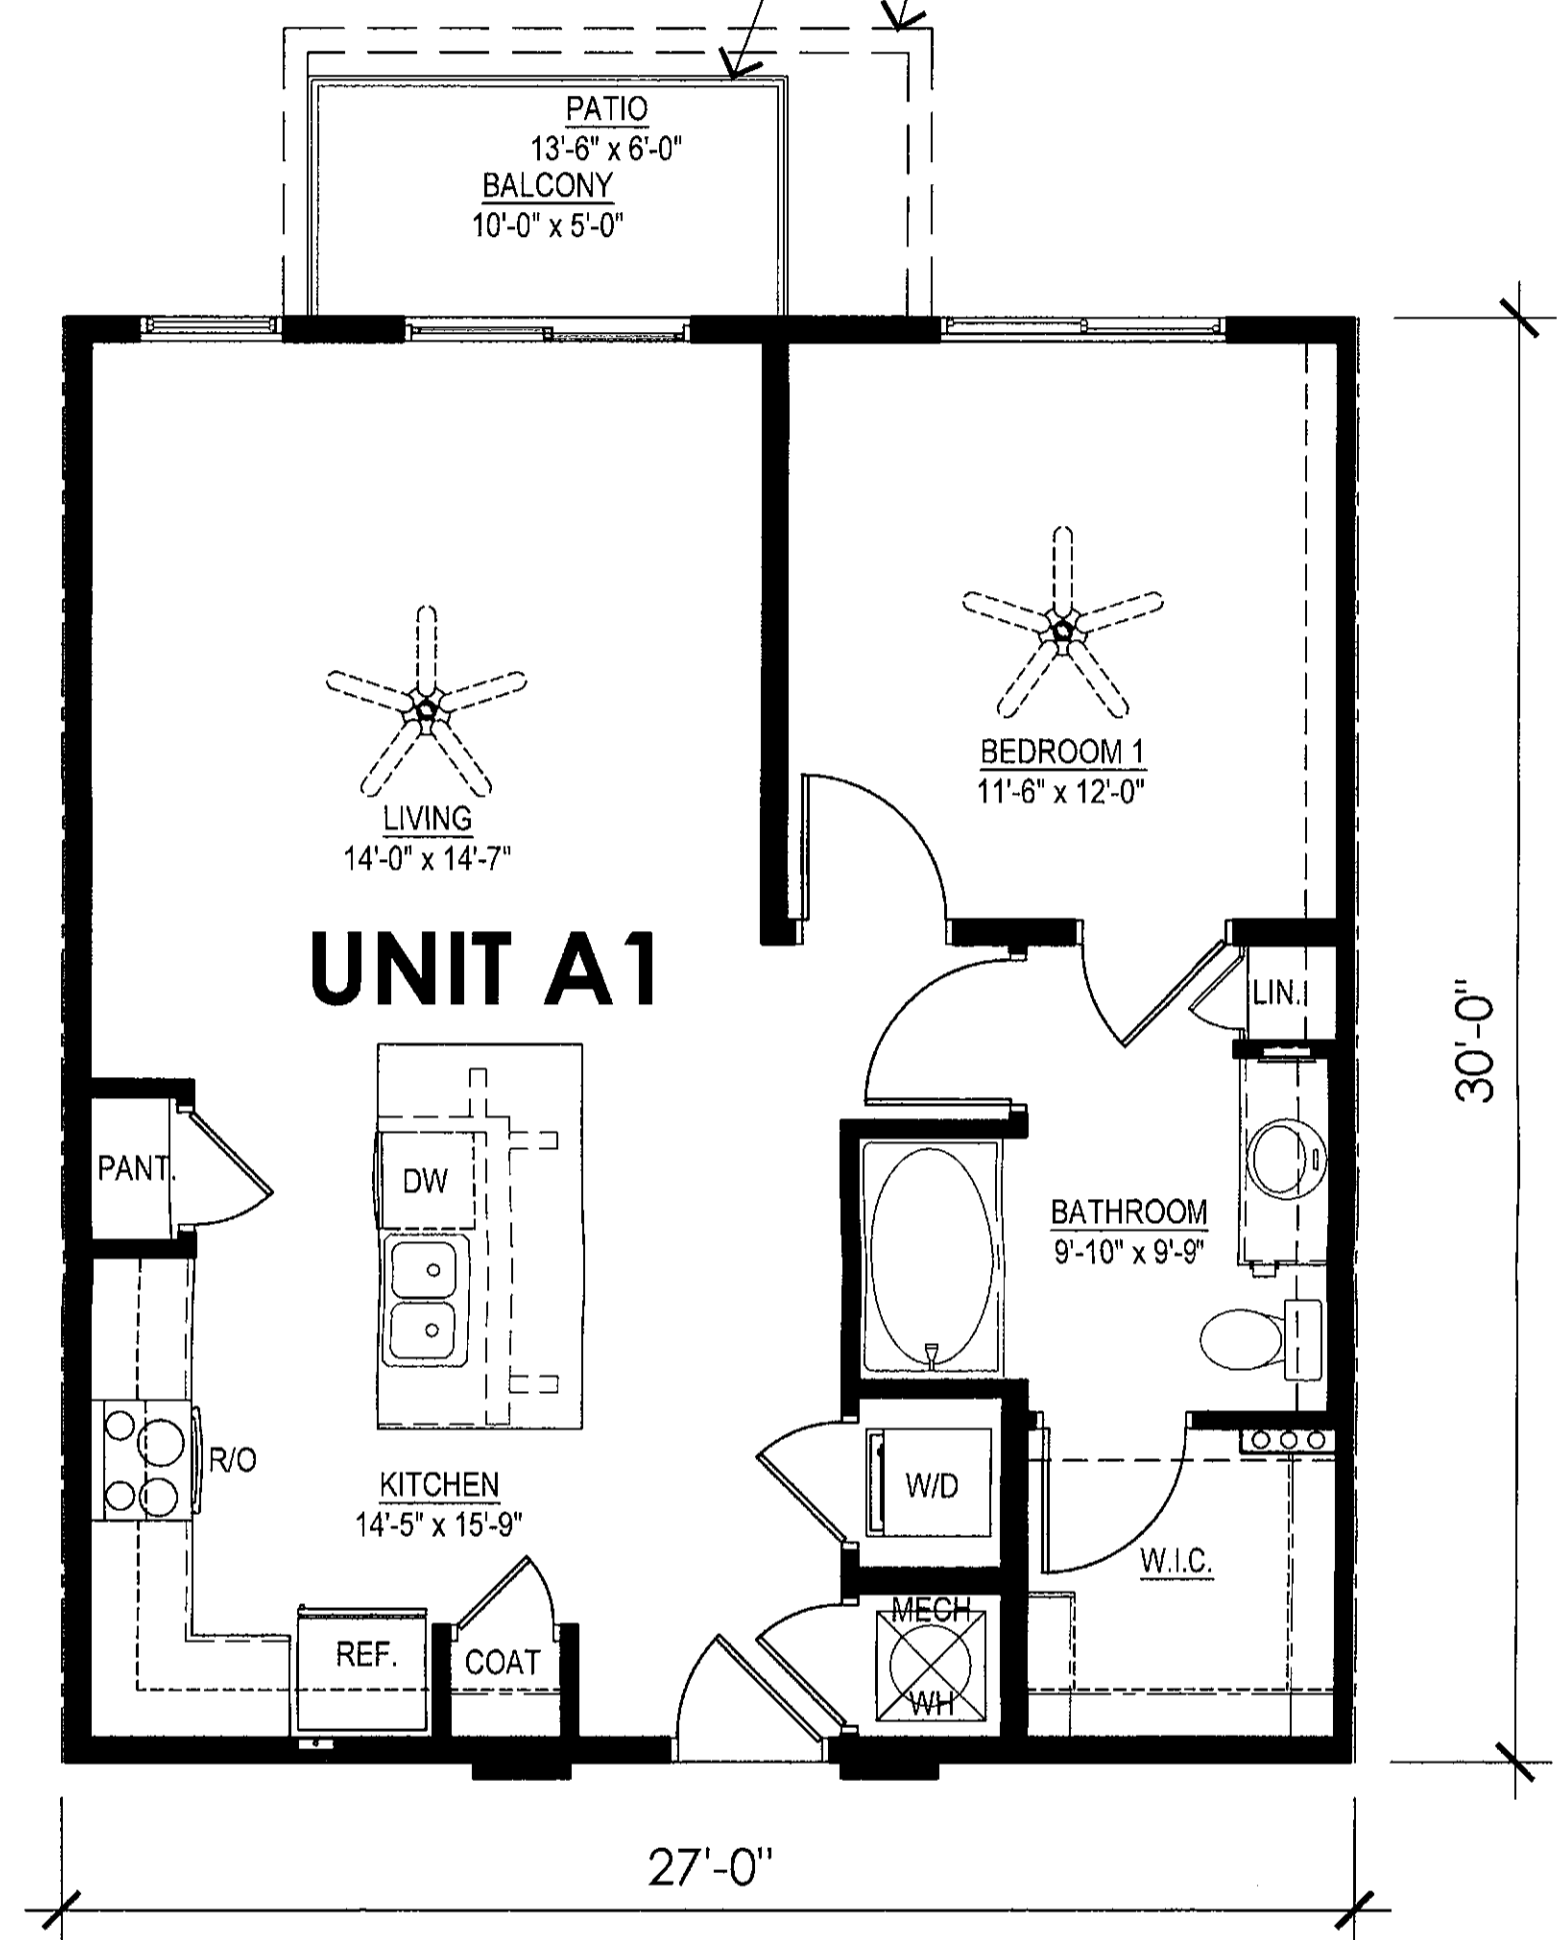 PATIO
13'-6" x 6'-0"
BALCONY
10'-0" x 5'-0"
BEDROOM 1
11'-6" x 12'-0"
LIVING
14'-0" x 14'-7"
UNIT A1
LIN.
30'-0"
PANT.
DW
BATHROOM
9'-10" x 9'-9"
R/O
KITCHEN
14'-5" x 15'-9"
W/D
W.I.C.
MECH
REF.
COAT
WH
27'-0"